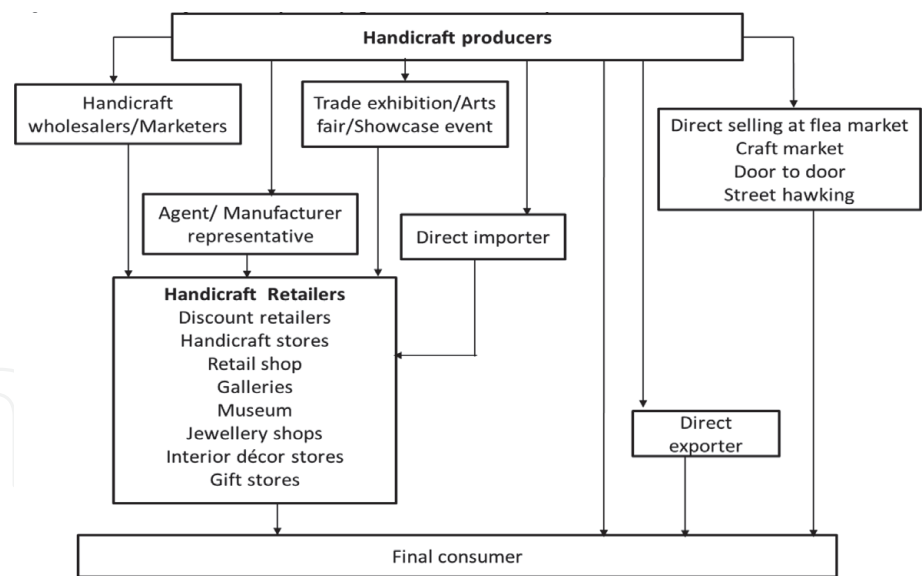 Handicraft producers
Handicraft
wholesalers/Marketers
Trade exhibition/Arts
fair/Showcase event
Direct selling at flea market
Craft market
Door to door
Street hawking
Agent/ Manufacturer
representative
Direct importer
Handicraft Retailers
Discount retailers
Handicraft stores
Retail shop
Galleries
Museum
Jewellery shops
Interior décor stores
Gift stores
Direct
exporter
Final consumer